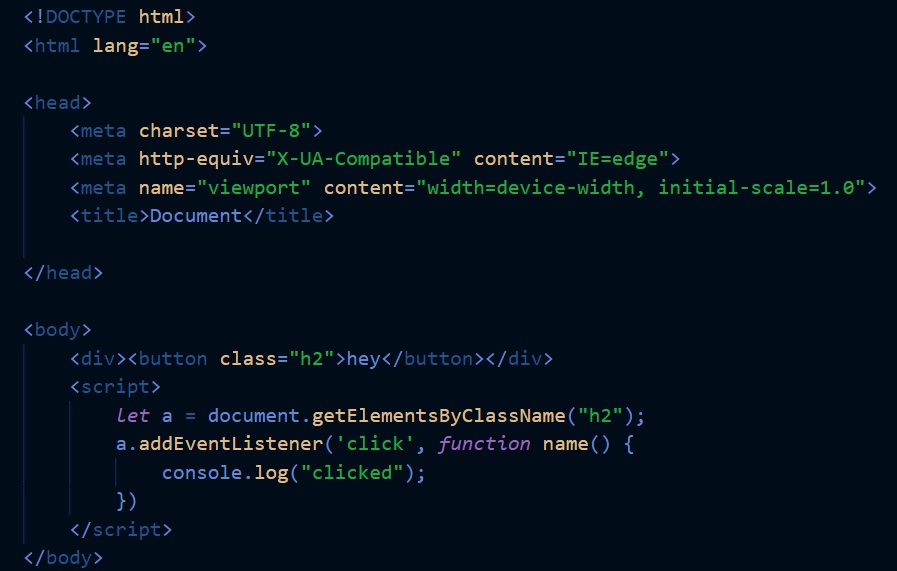 <!DOCTYPE html>
<html lang="en">
<head>
<meta charset="UTF-8">
<meta http-equiv="X-UA-Compatible" content="IE=edge">
<meta name="viewport" content="width=device-width, initial-scale=1.0">
<title>Document</title>
</head>
<body>
<div><button class="h2">hey</button></div>
<script>
let a = document.getElementsByClassName("h2");
a.addEventListener('click', function name() {
console.log("clicked");
})
</script>
</body>